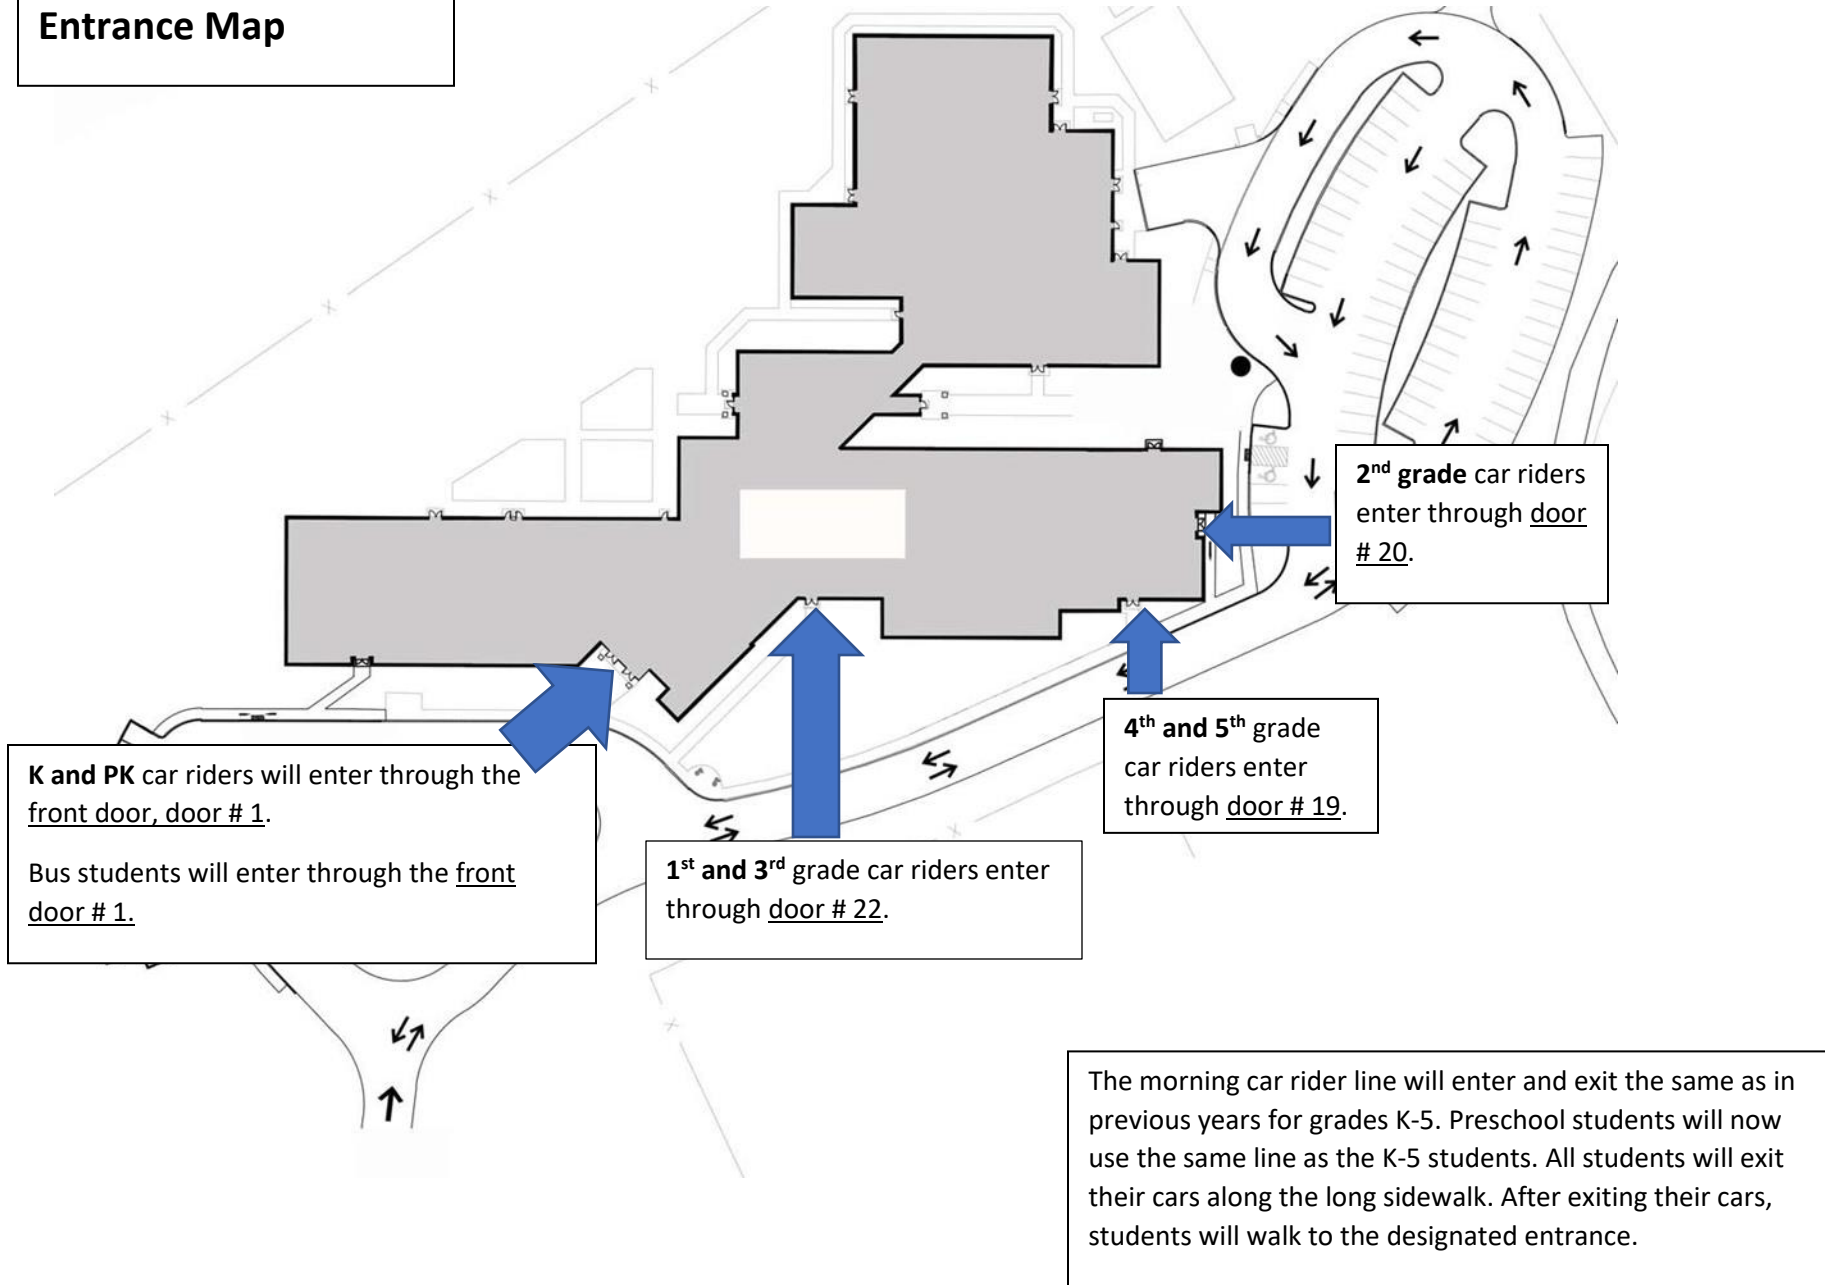 Entrance Map
2nd grade car riders
enter through door
# 20.
4th and 5th grade
car riders enter
through door # 19.
K and PK car riders will enter through the
front door, door # 1.
Bus students will enter through the front
door # 1.
1st and 3rd grade car riders enter
through door # 22.
The morning car rider line will enter and exit the same as in
previous years for grades K-5. Preschool students will now
use the same line as the K-5 students. All students will exit
their cars along the long sidewalk. After exiting their cars,
students will walk to the designated entrance.